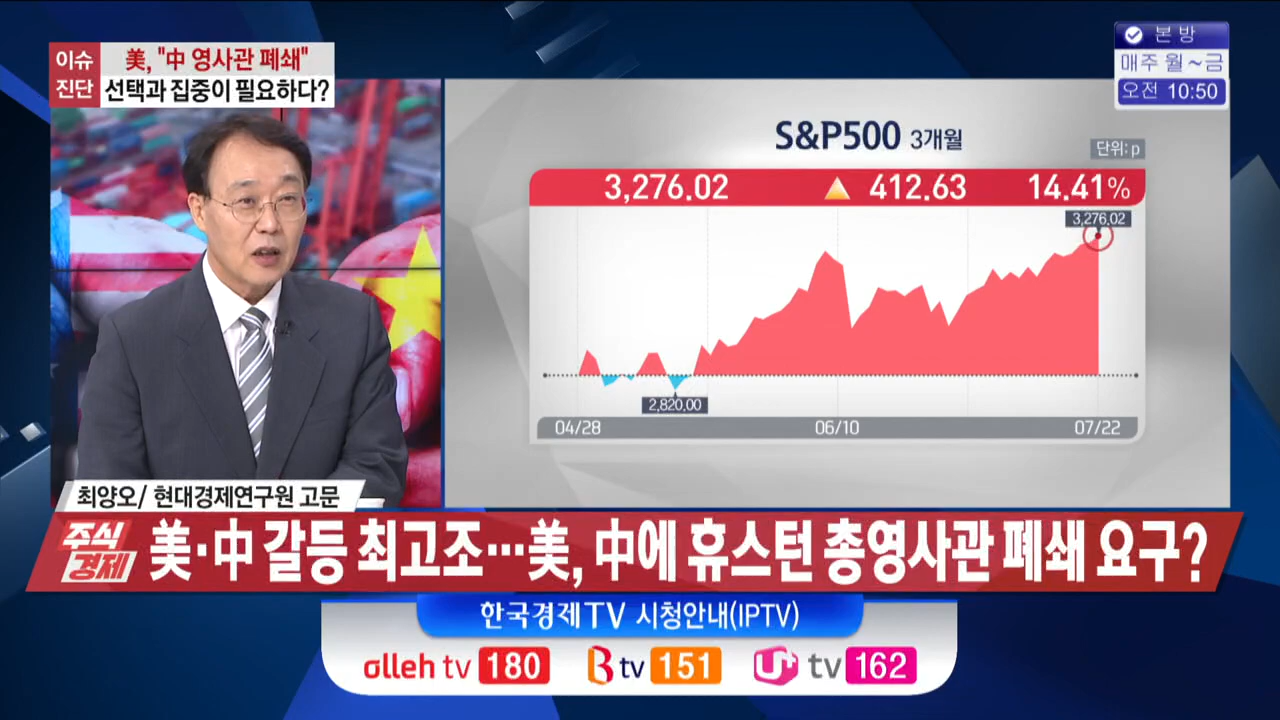 이슈
진단
美, "中 영사관 폐쇄"
선택과 집중이 필요하다?
본 방
매주 월~금
오전 10:50
S&P500 3개월
단위:p
3,276.02 ▲ 412.63 14.41%
3,276.02
2,820.00
04/28 06/10 07/22
최양오/ 현대경제연구원 고문
주식
경제
美·中 갈등 최고조…美, 中에 휴스턴 총영사관 폐쇄 요구?
한국경제TV 시청안내(IPTV)
olleh tv 180 B tv 151 U+ tv 162